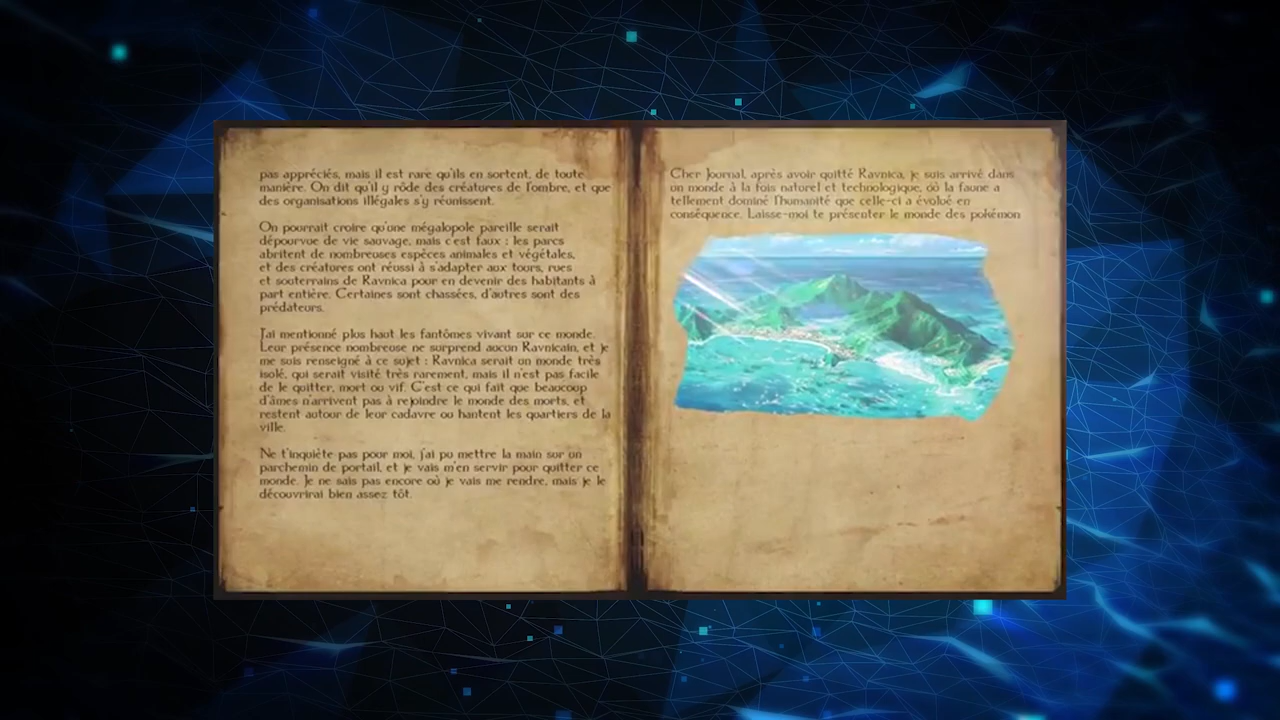 pas appréciés, mais il est rare qu'ils en sortent, de toute
manière. On dit qu'il y rôde des créatures de l'ombre, et que
des organisations illégales s'y réunissent.
On pourrait croire qu'une mégalopole pareille serait
dépourvue de vie sauvage, mais c'est faux : les parcs
abritent de nombreuses espèces animales et végétales,
et des créatures ont réussi à s'adapter aux tours, rues
et souterrains de Ravnica pour en devenir des habitants à
part entière. Certaines sont chassées, d'autres sont des
prédateurs.
J'ai mentionné plus haut les fantômes vivant sur ce monde.
Leur présence nombreuse ne surprend aucun Ravnicain, et je
me suis renseigné à ce sujet : Ravnica serait un monde très
isolé, qui serait visité très rarement, mais il n'est pas facile
de le quitter, mort ou vif. C'est ce qui fait que beaucoup
d'âmes n'arrivent pas à rejoindre le monde des morts, et
restent autour de leur cadavre ou hantent les quartiers de la
ville.
Ne t'inquiète pas pour moi, j'ai pu mettre la main sur un
parchemin de portail, et je vais m'en servir pour quitter ce
monde. Je ne sais pas encore où je vais me rendre, mais je le
découvrirai bien assez tôt.
Cher Journal, après avoir quitté Ravnica, je suis arrivé dans
un monde à la fois naturel et technologique, où la faune a
tellement dominé l'humanité que celle-ci a évolué en
conséquence. Laisse-moi te présenter le monde des pokémon